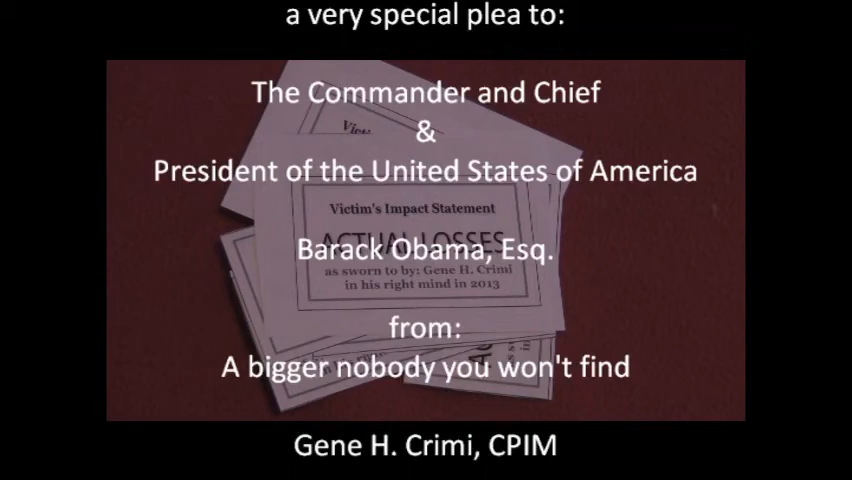 a very special plea to:
The Commander and Chief
&
President of the United States of America
Victim's Impact Statement
ACTUAL LOSSES
Barack Obama, Esq.
as sworn to by: Gene H. Crimi
in his right mind in 2013
from:
A bigger nobody you won't find
Gene H. Crimi, CPIM